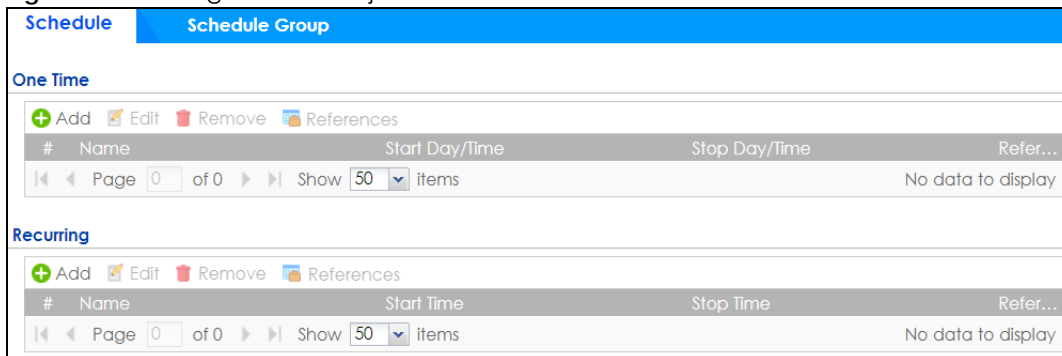 Schedule Schedule Group
One Time
Add Edit Remove References
# Name Start Day/Time Stop Day/Time Refer...
Page 0 of 0 Show 50 items No data to display
Recurring
Add Edit Remove References
# Name Start Time Stop Time Refer...
Page 0 of 0 Show 50 items No data to display